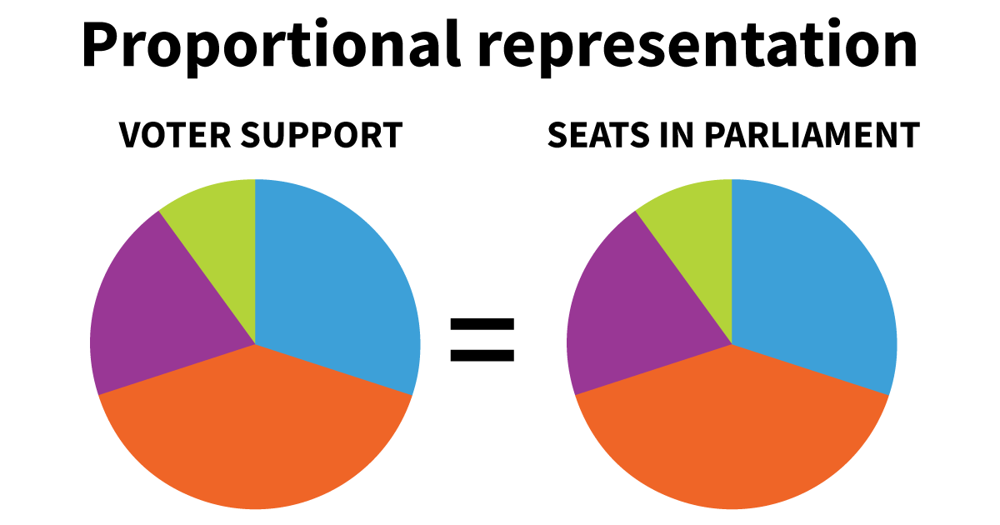 Proportional representation
VOTER SUPPORT
SEATS IN PARLIAMENT
=